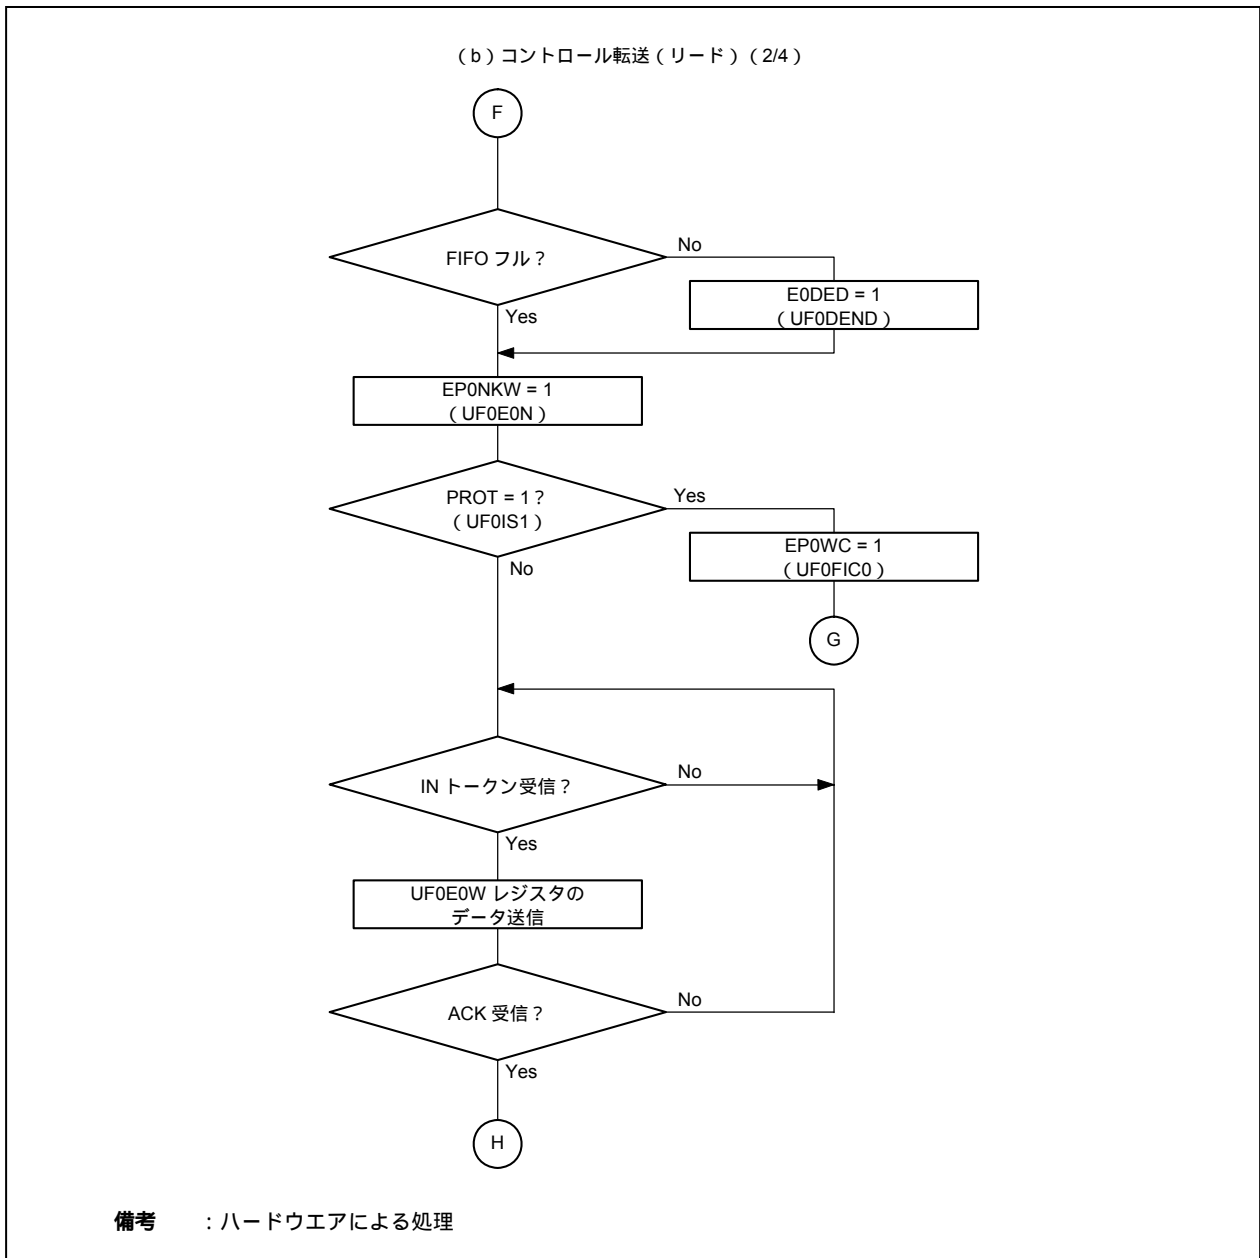 (b)コントロール転送(リード)(2/4)
F
FIFO フル?
No
E0DED = 1
(UF0DEND)
Yes
EP0NKW = 1
(UF0E0N)
PROT = 1?
(UF0IS1)
Yes
EP0WC = 1
(UF0FIC0)
No
G
IN トークン受信?
No
Yes
UF0E0W レジスタの
データ送信
ACK 受信?
No
Yes
H
備考 :ハードウエアによる処理